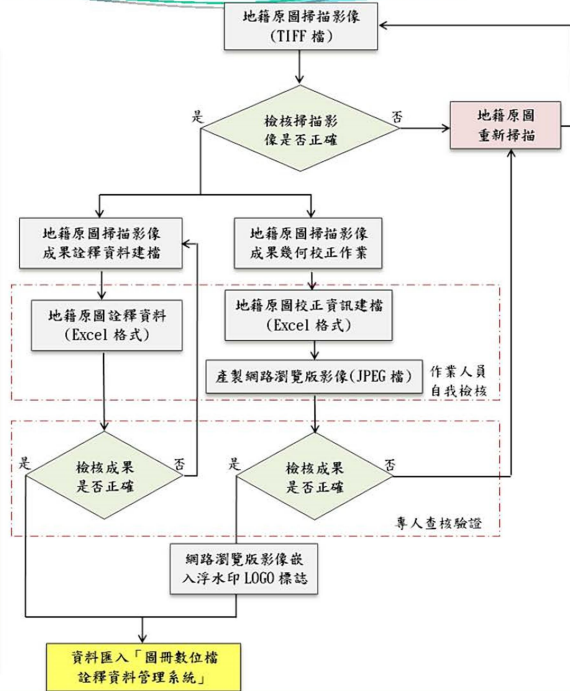 地籍原圖掃描影像
(TIFF 檔)
是
檢核掃描影
像是否正確
否
地籍原圖
重新掃描
地籍原圖掃描影像
成果詮釋資料建檔
地籍原圖掃描影像
成果幾何校正作業
地籍原圖詮釋資料
(Excel 格式)
地籍原圖校正資訊建檔
(Excel 格式)
產製網路瀏覽版影像(JPEG 檔)
作業人員
自我檢核
是
檢核成果
是否正確
否
是
檢核成果
是否正確
否
專人查核驗證
網路瀏覽版影像嵌
入浮水印 LOGO 標誌
資料匯入「圖冊數位檔
詮釋資料管理系統」